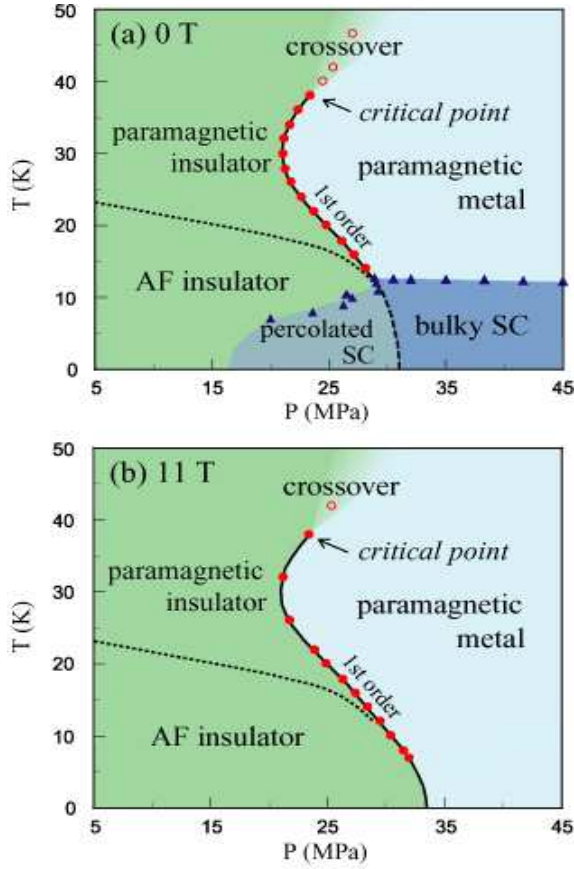 (a) 0 T
crossover
critical point
paramagnetic
insulator
paramagnetic
metal
1st order
AF insulator
percolated
SC
bulky SC
T (K)
50
40
30
20
10
0
5
15
25
35
45
P (MPa)
(b) 11 T
crossover
critical point
paramagnetic
insulator
paramagnetic
metal
1st order
AF insulator
T (K)
50
40
30
20
10
0
5
15
25
35
45
P (MPa)